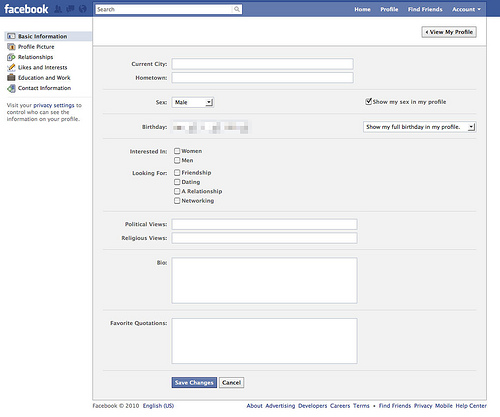 facebook
Search
Home Profile Find Friends Account
View My Profile
Basic Information
Profile Picture
Relationships
Likes and Interests
Education and Work
Contact Information
Visit your privacy settings to
control who can see the
information on your profile.
Current City:
Hometown:
Sex: Male Show my sex in my profile
Birthday: Show my full birthday in my profile.
Interested In: Women
Men
Looking For: Friendship
Dating
A Relationship
Networking
Political Views:
Religious Views:
Bio:
Favorite Quotations:
Save Changes Cancel
Facebook © 2010 English (US) About Advertising Developers Careers Terms • Find Friends Privacy Mobile Help Center